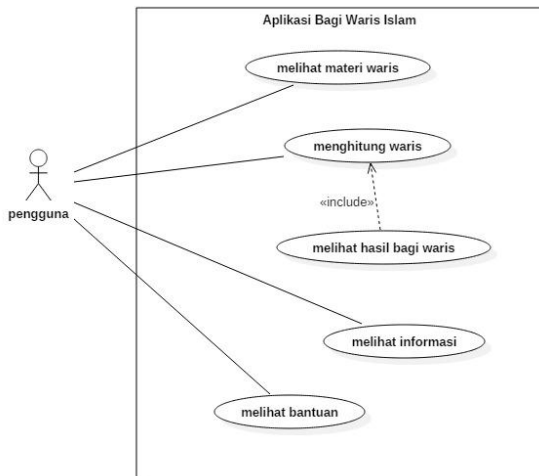 Aplikasi Bagi Waris Islam
melihat materi waris
menghitung waris
«include»
pengguna
melihat hasil bagi waris
melihat informasi
melihat bantuan